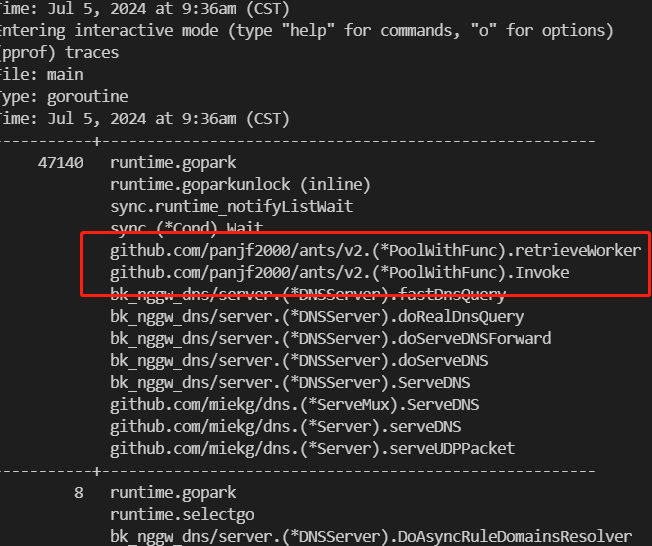 Time: Jul 5, 2024 at 9:36am (CST)
Entering interactive mode (type "help" for commands, "o" for options)
(pprof) traces
File: main
Type: goroutine
Time: Jul 5, 2024 at 9:36am (CST)
-----------+-------------------------------------------------------
47140 runtime.gopark
runtime.goparkunlock (inline)
sync.runtime_notifyListWait
sync.(*Cond).Wait
github.com/panjf2000/ants/v2.(*PoolWithFunc).retrieveWorker
github.com/panjf2000/ants/v2.(*PoolWithFunc).Invoke
bk_nggw_dns/server.(*DNSServer).fastDnsQuery
bk_nggw_dns/server.(*DNSServer).doRealDnsQuery
bk_nggw_dns/server.(*DNSServer).doServeDNSForward
bk_nggw_dns/server.(*DNSServer).doServeDNS
bk_nggw_dns/server.(*DNSServer).ServeDNS
github.com/miekg/dns.(*ServeMux).ServeDNS
github.com/miekg/dns.(*Server).serveDNS
github.com/miekg/dns.(*Server).serveUDPPacket
-----------+-------------------------------------------------------
8 runtime.gopark
runtime.selectgo
bk_nggw_dns/server.(*DNSServer).DoAsyncRuleDomainsResolver